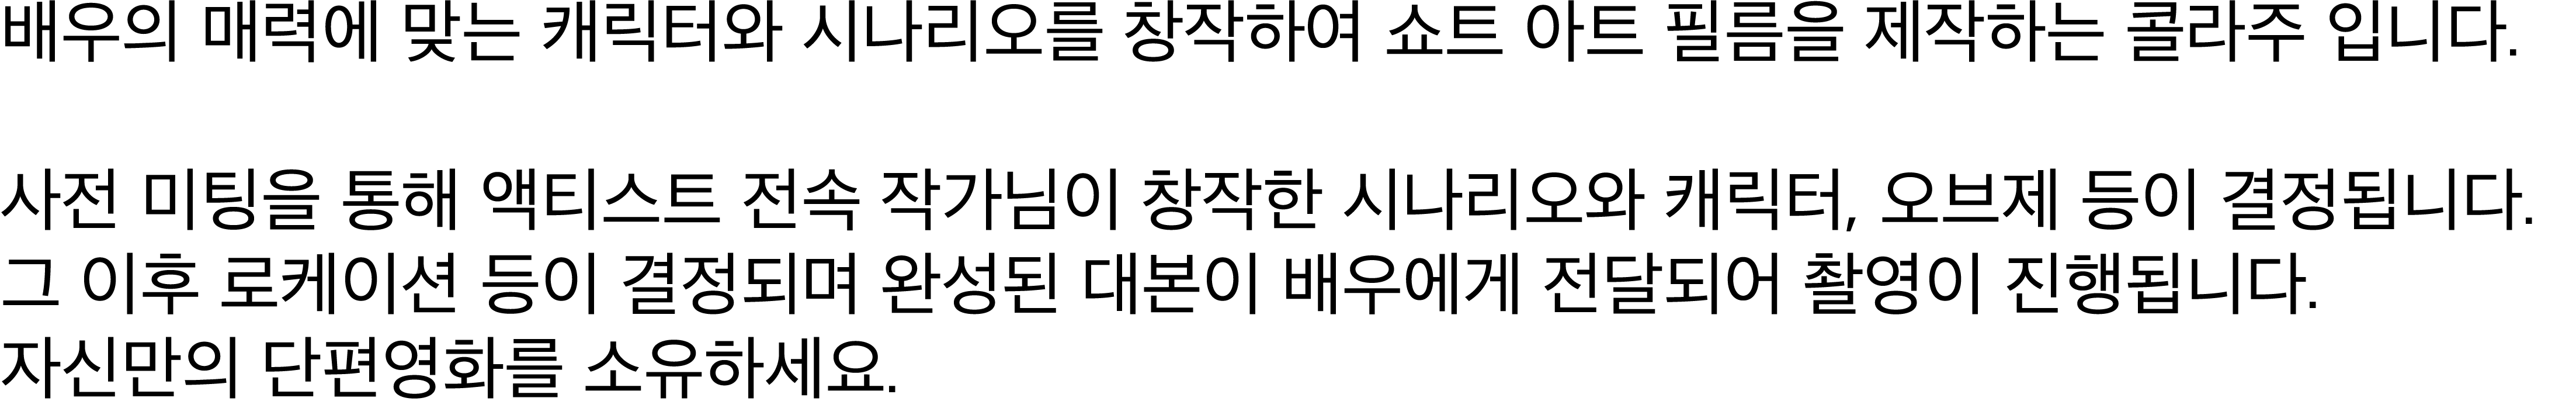 배우의 매력에 맞는 캐릭터와 시나리오를 창작하여 쇼트 아트 필름을 제작하는 콜라주 입니다.
사전 미팅을 통해 액티스트 전속 작가님이 창작한 시나리오와 캐릭터, 오브제 등이 결정됩니다.
그 이후 로케이션 등이 결정되며 완성된 대본이 배우에게 전달되어 촬영이 진행됩니다.
자신만의 단편영화를 소유하세요.